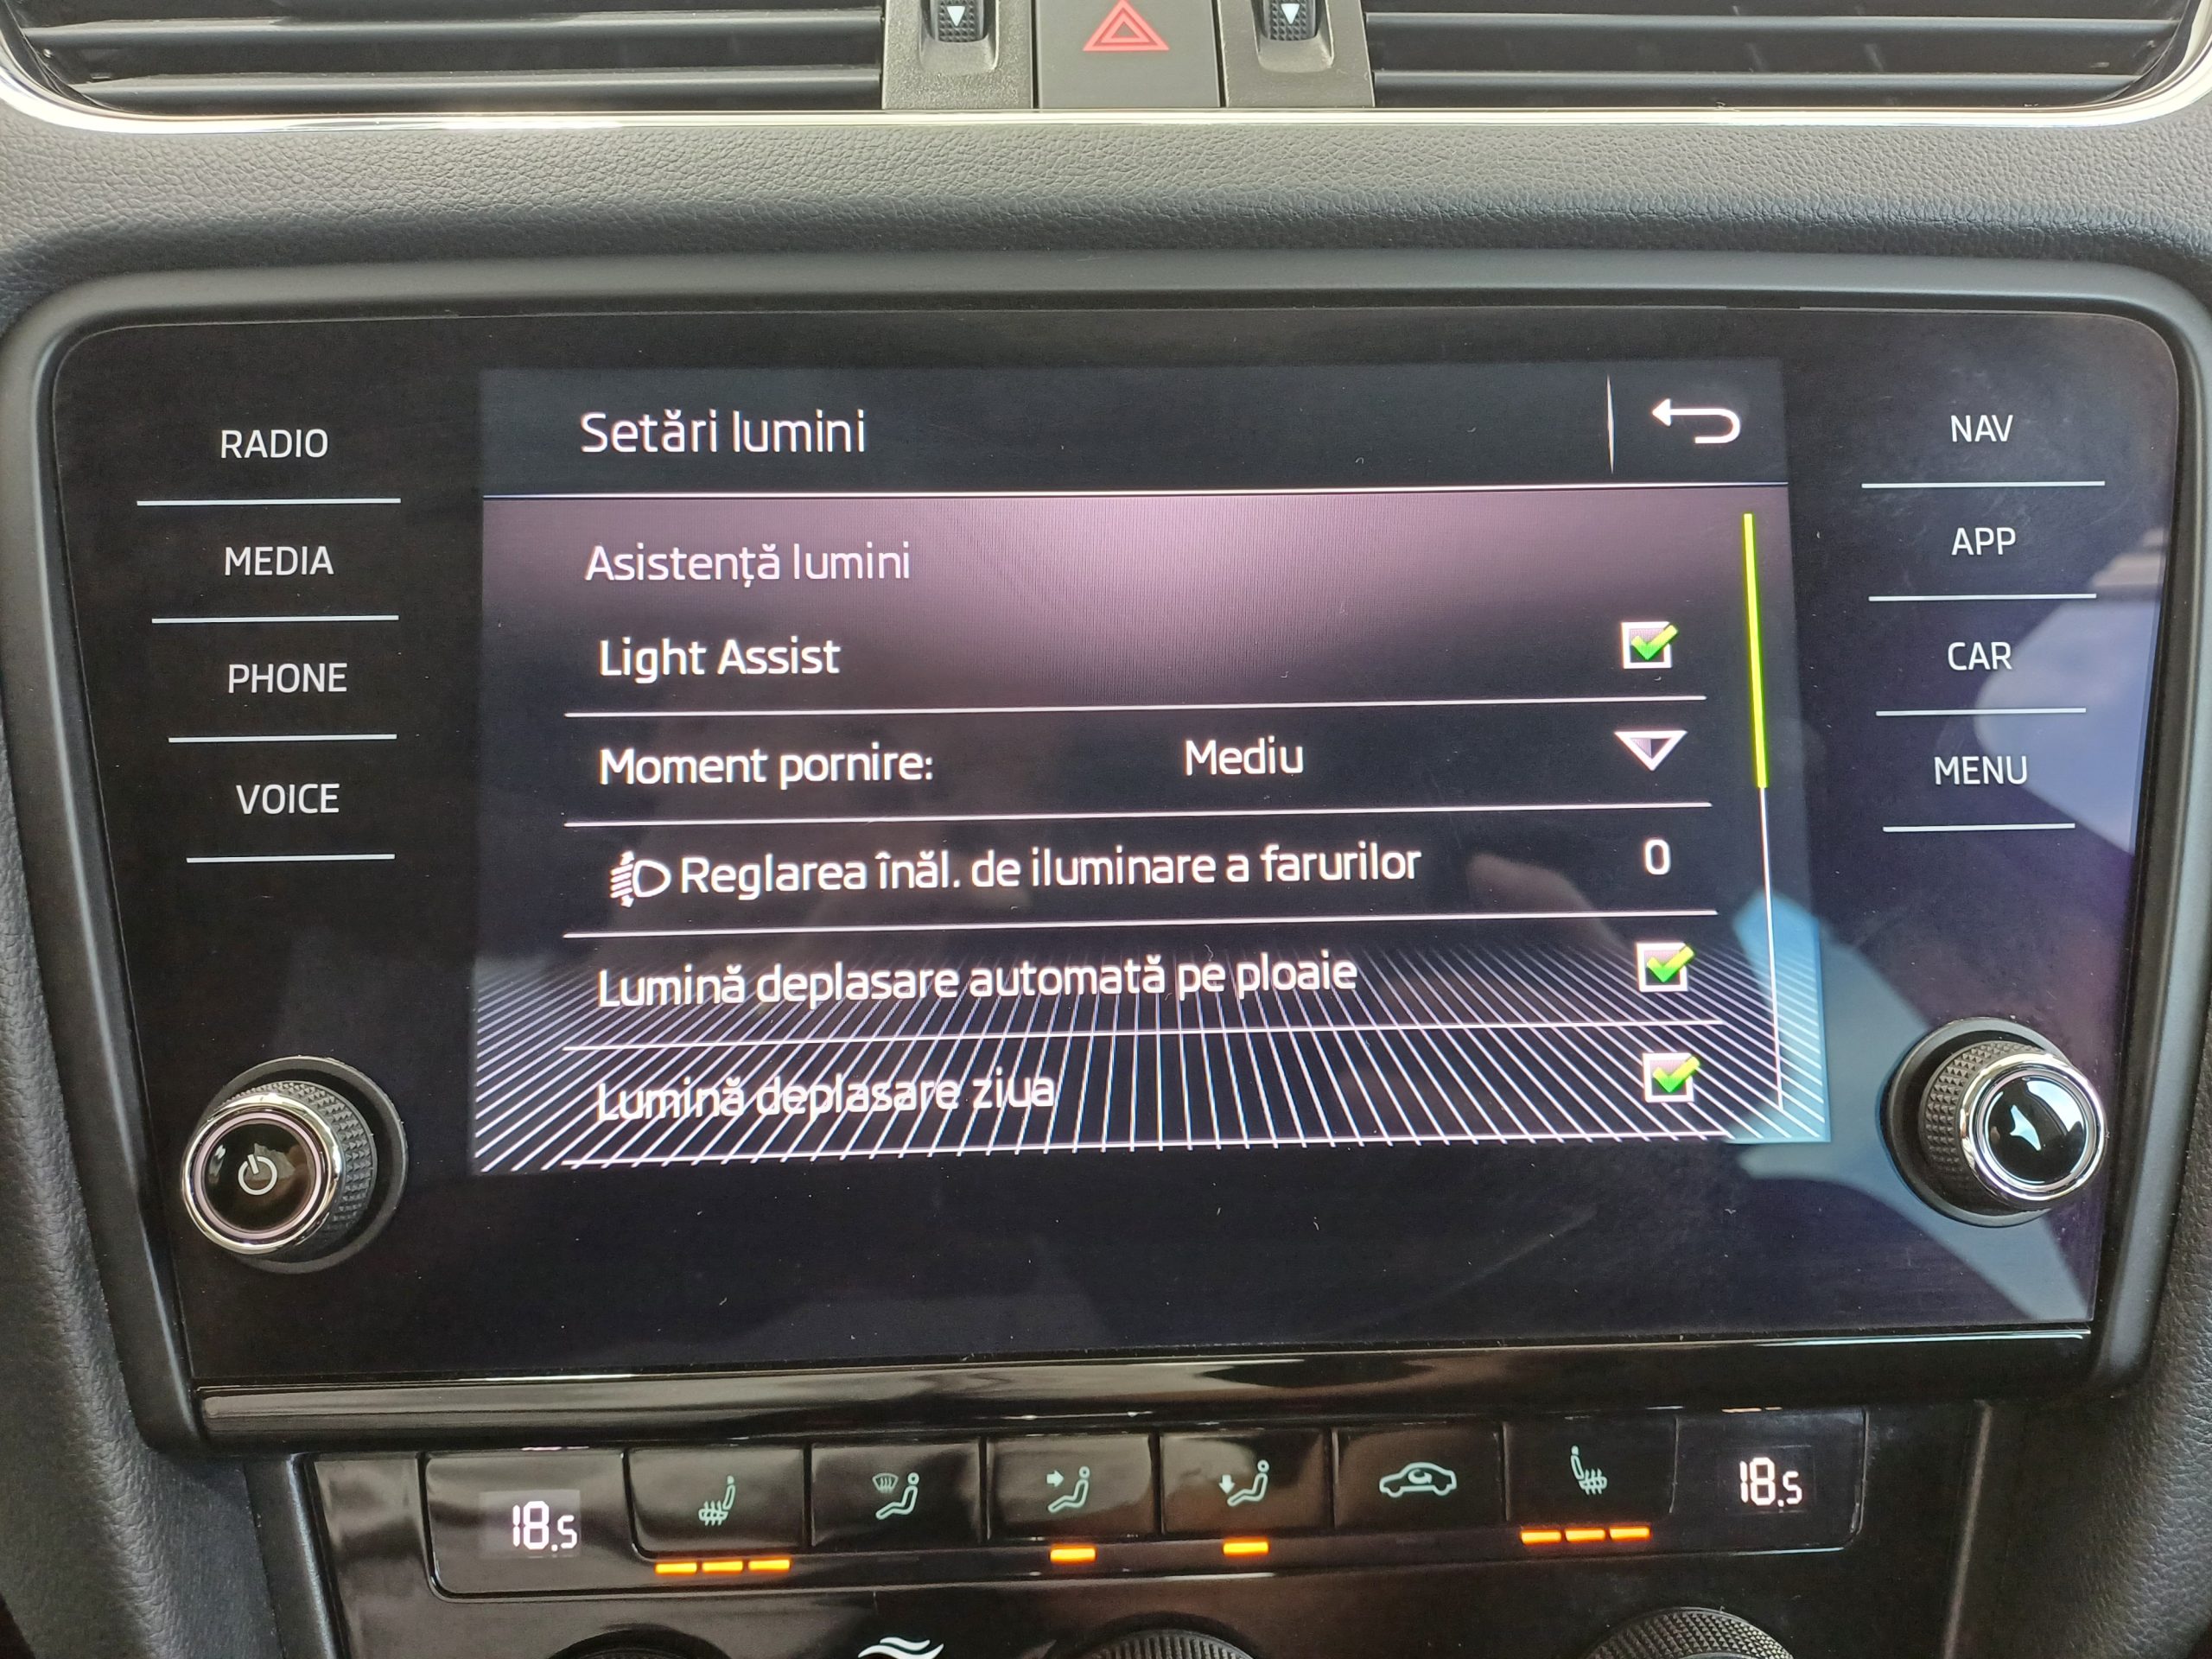 RADIO
MEDIA
PHONE
VOICE
Setări lumini
Asistență lumini
Light Assist
Moment pornire: Mediu
Reglarea înăl. de iluminare a farurilor 0
Lumină deplasare automată pe ploaie
Lumină deplasare ziua
NAV
APP
CAR
MENU
18.5
18.5